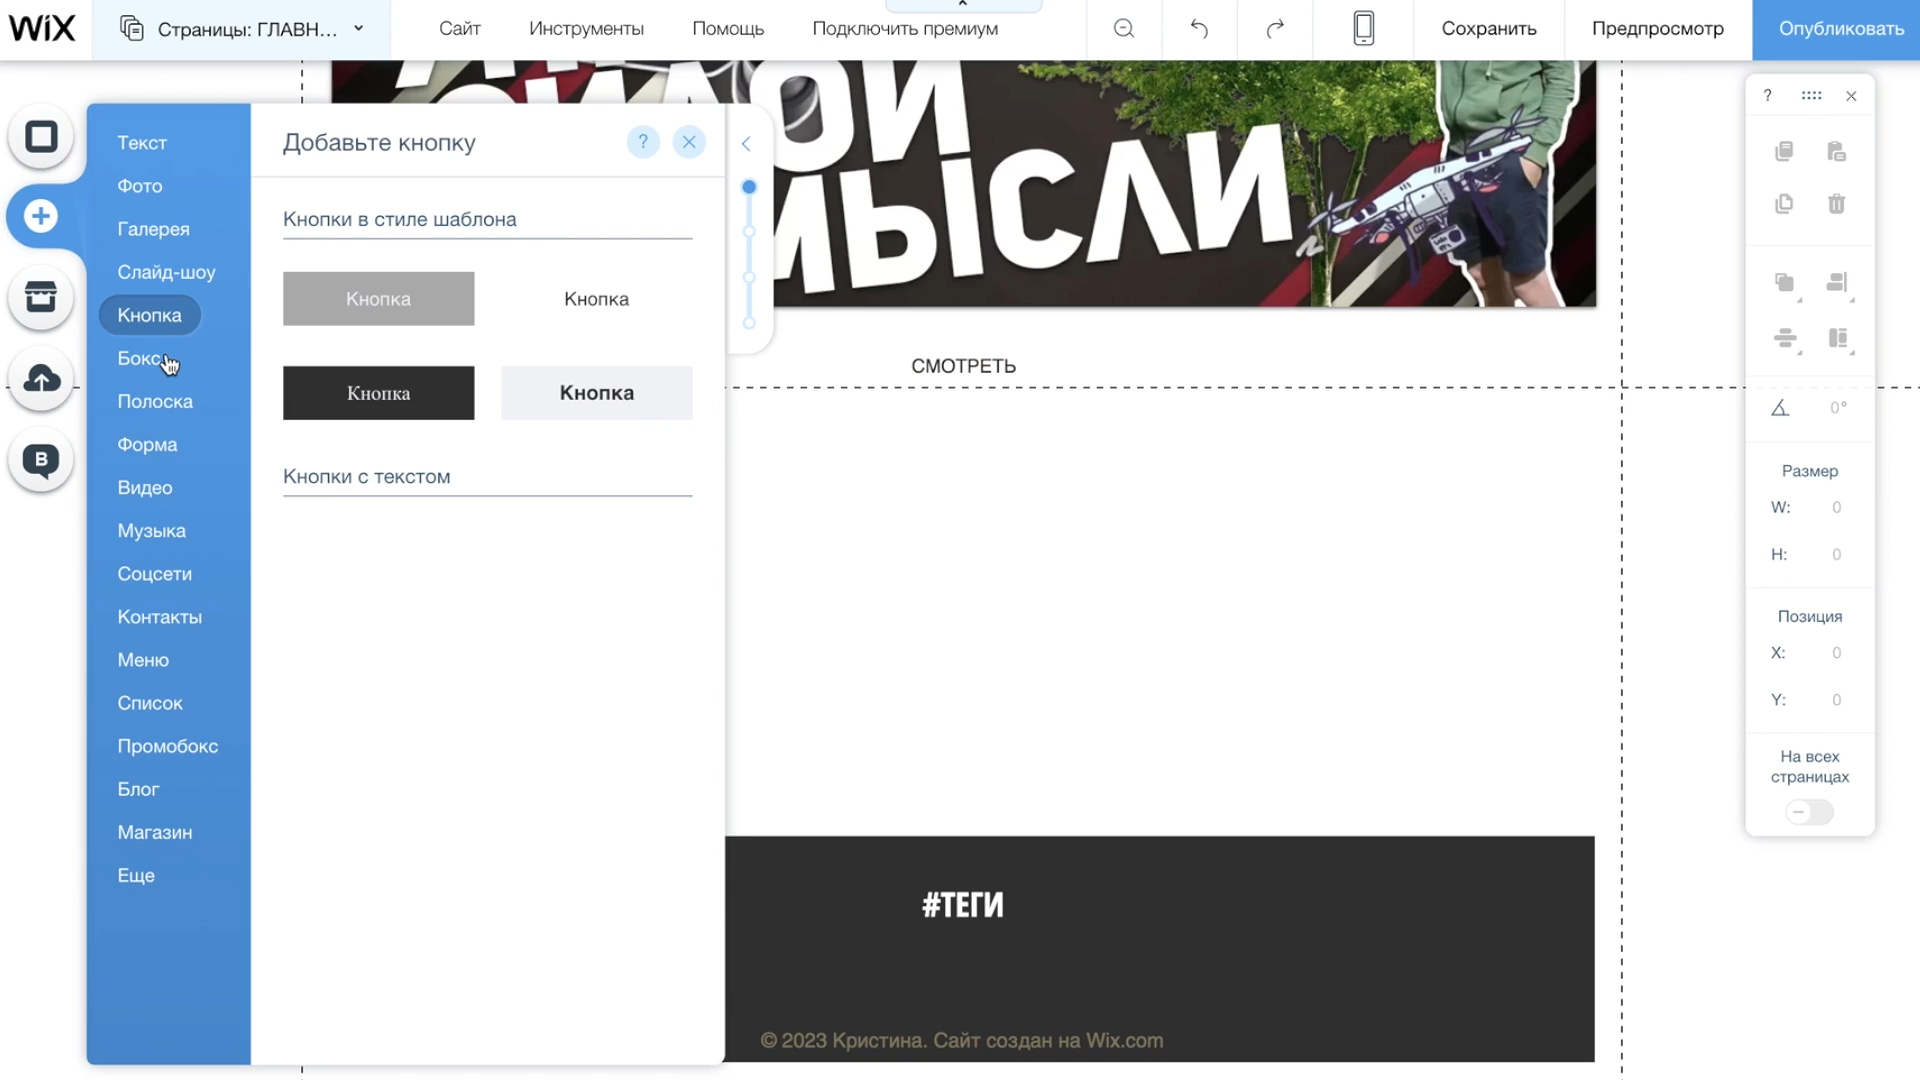 WiX
Страницы: ГЛАВН...
Сайт
Инструменты
Помощь
Подключить премиум
Сохранить
Предпросмотр
Опубликовать
Текст
Фото
Галерея
Слайд-шоу
Кнопка
Бокс
Полоска
Форма
Видео
Музыка
Соцсети
Контакты
Меню
Список
Промобокс
Блог
Магазин
Еще
B
Добавьте кнопку
?
Кнопки в стиле шаблона
Кнопка
Кнопка
Кнопка
Кнопка
Кнопки с текстом
МЫСЛИ
СМОТРЕТЬ
#ТЕГИ
© 2023 Кристина. Сайт создан на Wix.com
?
0°
Размер
W: 0
H: 0
Позиция
X: 0
Y: 0
На всех
страницах